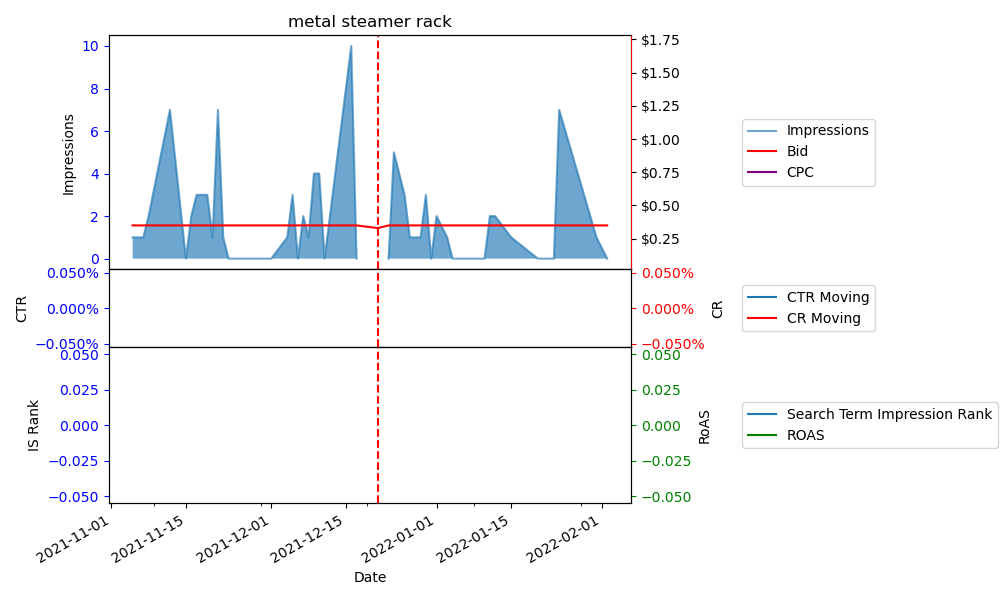 metal steamer rack
10
8
6
4
2
0
Impressions
$1.75
$1.50
$1.25
$1.00
$0.75
$0.50
$0.25
Impressions
Bid
CPC
0.050%
0.000%
−0.050%
CTR
0.050%
0.000%
−0.050%
CR
CTR Moving
CR Moving
0.050
0.025
0.000
−0.025
−0.050
IS Rank
0.050
0.025
0.000
−0.025
−0.050
RoAS
Search Term Impression Rank
ROAS
2021-11-01
2021-11-15
2021-12-01
2021-12-15
2022-01-01
2022-01-15
2022-02-01
Date